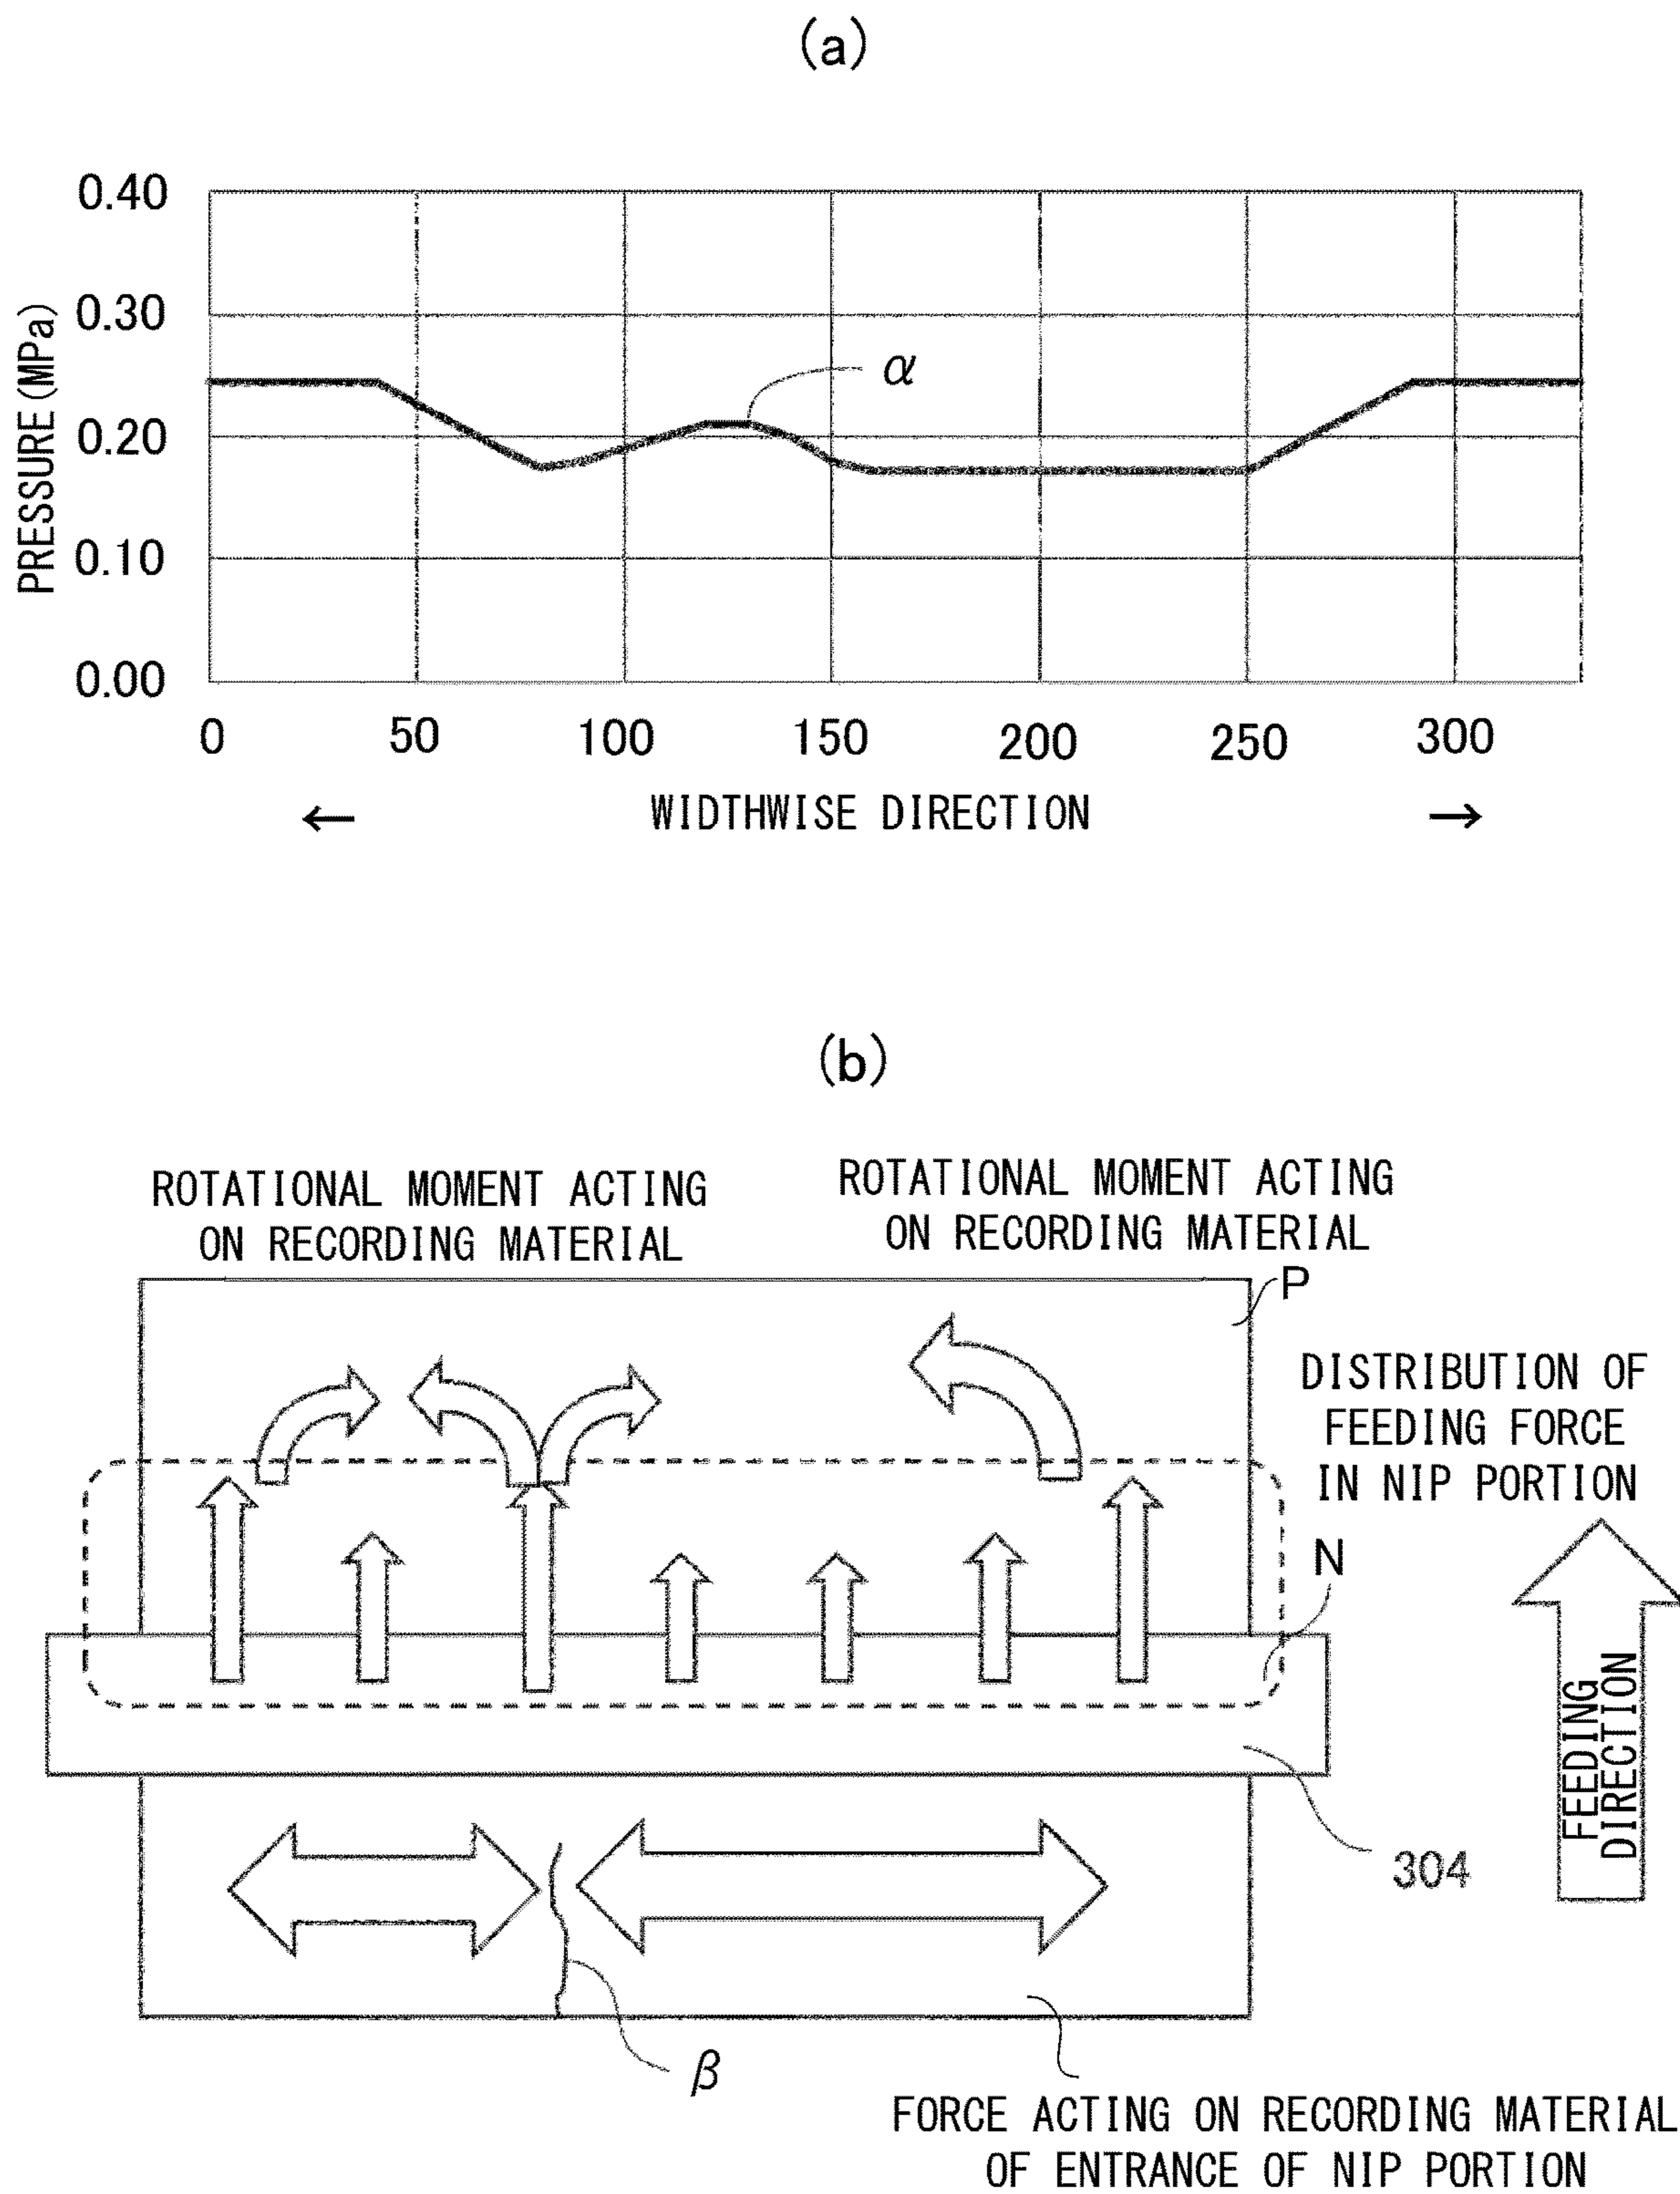 (a)
0.40
0.30
0.20
0.10
0.00
PRESSURE (MPa)
α
0 50 100 150 200 250 300
← WIDTHWISE DIRECTION →
(b)
ROTATIONAL MOMENT ACTING
ON RECORDING MATERIAL
ROTATIONAL MOMENT ACTING
ON RECORDING MATERIAL
P
DISTRIBUTION OF
FEEDING FORCE
IN NIP PORTION
N
FEEDING
DIRECTION
304
β
FORCE ACTING ON RECORDING MATERIAL
OF ENTRANCE OF NIP PORTION